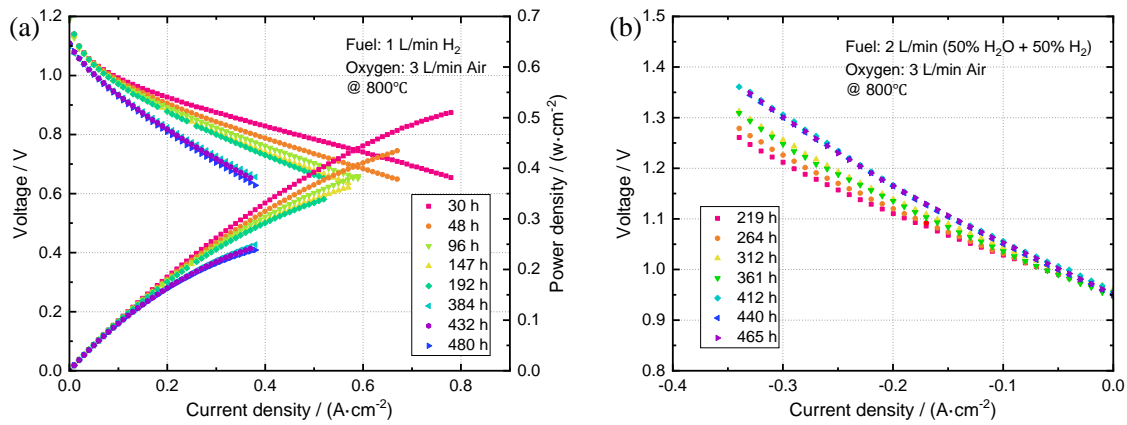 (a)
1.2
1.0
0.8
0.6
0.4
0.2
0.0
Voltage / V
0.7
0.6
0.5
0.4
0.3
0.2
0.1
0.0
Power density / (w·cm-2)
Fuel: 1 L/min H2
Oxygen: 3 L/min Air
@ 800℃
30 h
48 h
96 h
147 h
192 h
384 h
432 h
480 h
0.0 0.2 0.4 0.6 0.8
Current density / (A·cm-2)
(b)
1.5
1.4
1.3
1.2
1.1
1.0
0.9
0.8
Voltage / V
Fuel: 2 L/min (50% H2O + 50% H2)
Oxygen: 3 L/min Air
@ 800℃
219 h
264 h
312 h
361 h
412 h
440 h
465 h
-0.4 -0.3 -0.2 -0.1 0.0
Current density / (A·cm-2)